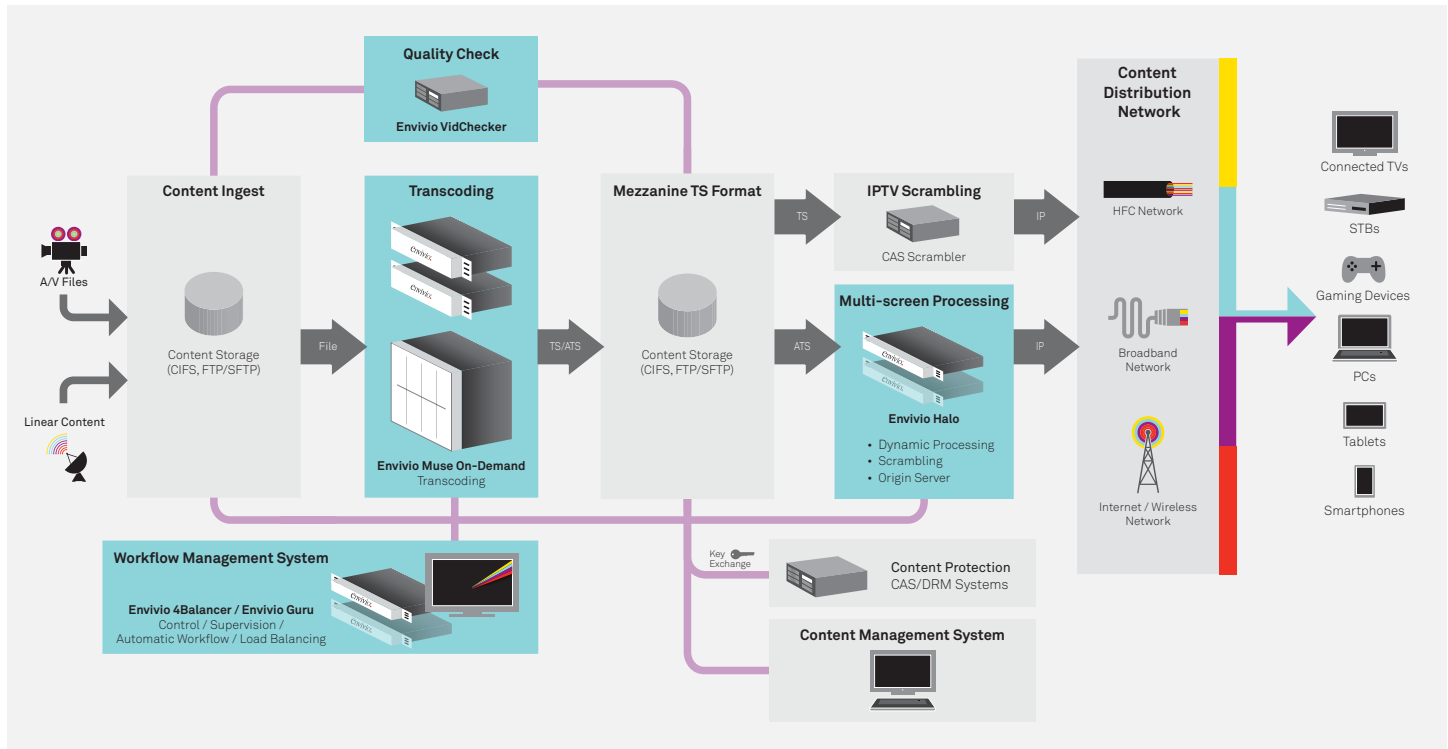 Quality Check
Envivio VidChecker
Content Ingest
A/V Files
Linear Content
Content Storage
(CIFS, FTP/SFTP)
File
Transcoding
envivio
envivio
Envivio Muse On-Demand
Transcoding
TS/ATS
Mezzanine TS Format
Content Storage
(CIFS, FTP/SFTP)
TS
ATS
IPTV Scrambling
CAS Scrambler
IP
Multi-screen Processing
envivio
Envivio Halo
• Dynamic Processing
• Scrambling
• Origin Server
IP
Content
Distribution
Network
HFC Network
Broadband
Network
Internet / Wireless
Network
Connected TVs
STBs
Gaming Devices
PCs
Tablets
Smartphones
Workflow Management System
envivio
Envivio 4Balancer / Envivio Guru
Control / Supervision /
Automatic Workflow / Load Balancing
Key
Exchange
Content Protection
CAS/DRM Systems
Content Management System